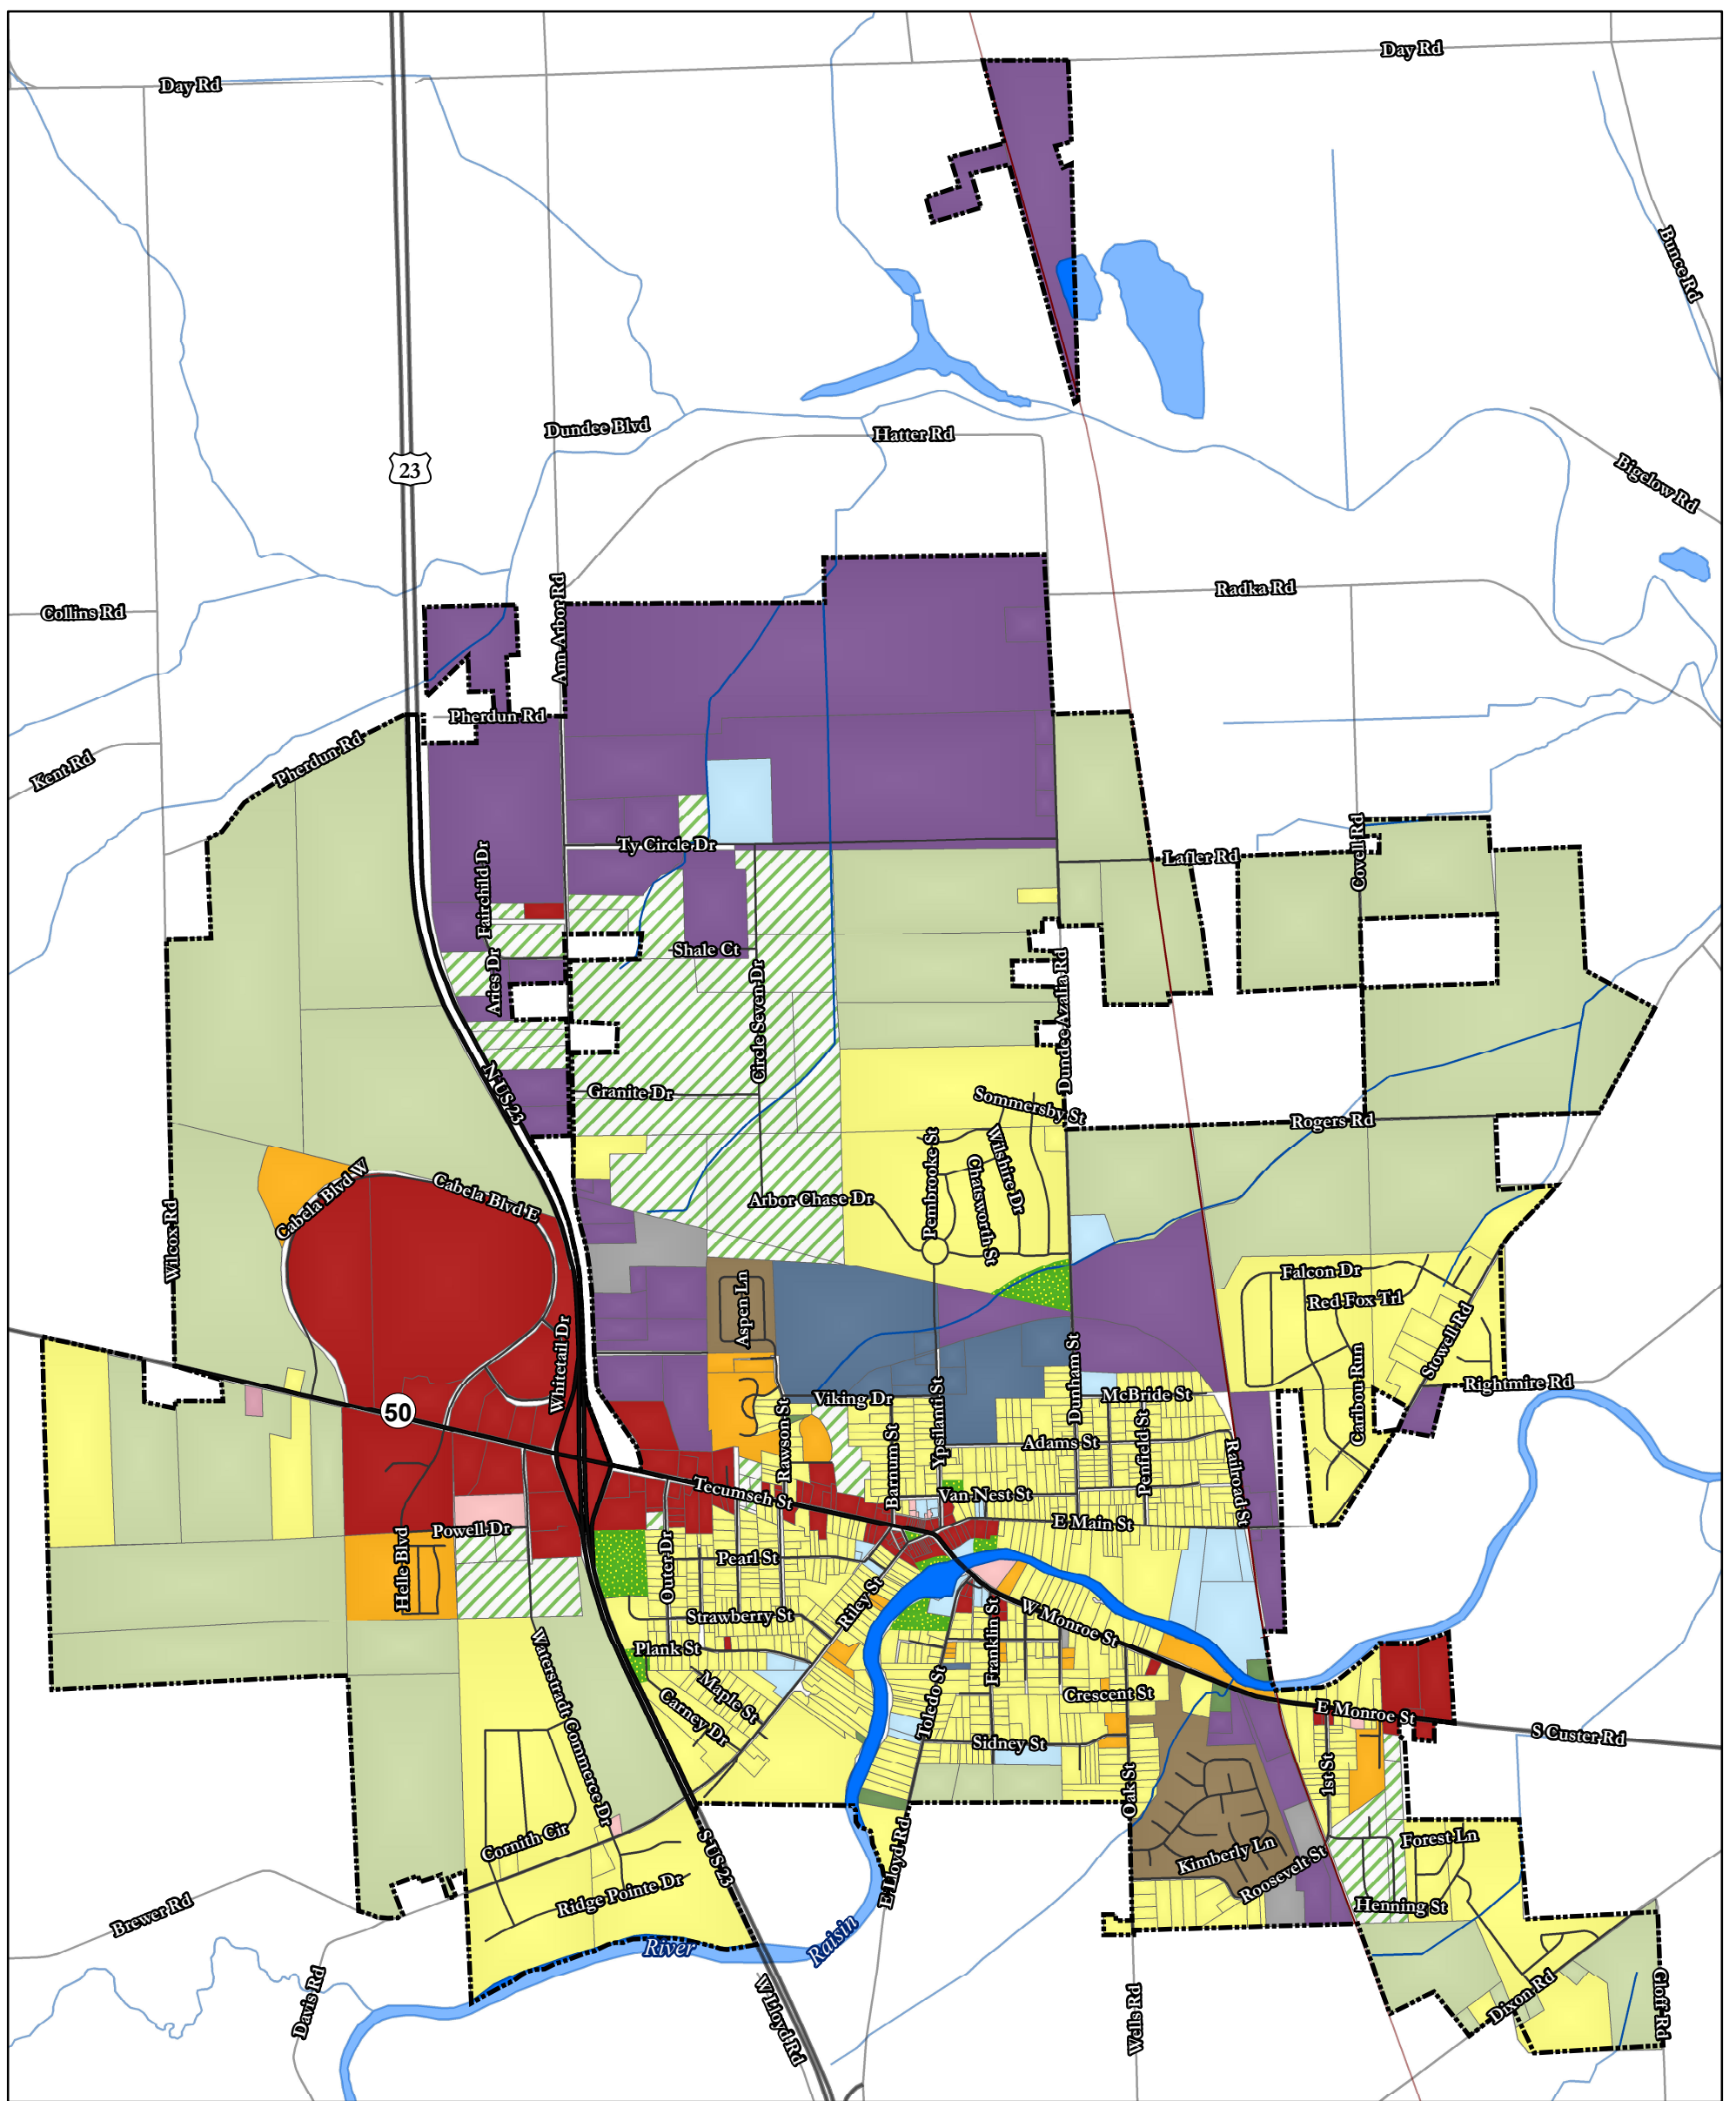 Day Rd
Day Rd
Bunce Rd
Dundee Blvd
Hatter Rd
23
Bigelow Rd
Ann Arbor Rd
Radka Rd
Collins Rd
Pherdun Rd
Pherdun Rd
Kent Rd
Ty Circle Dr
Fairchild Dr
Lafler Rd
Covell Rd
Shale Ct
Aries Dr
Circle Seven Dr
Dundee Azalia Rd
N US 23
Granite Dr
Sommersby St
Rogers Rd
Pembrooke St
Wilshire Dr
Chatsworth St
Cabela Blvd W
Cabela Blvd E
Arbor Chase Dr
Wilcox Rd
Falcon Dr
Red Fox Trl
Aspen Ln
Stowell Rd
Whitetail Dr
Dunham St
Caribou Run
Viking Dr
McBride St
Rightmire Rd
50
Rawson St
Ypsilanti St
Barnum St
Adams St
Penfield St
Railroad St
Tecumseh St
Van Nest St
E Main St
Powell Dr
Helle Blvd
Outer Dr
Pearl St
Riley St
Strawberry St
Franklin St
W Monroe St
Plank St
Waterstradt Commerce Dr
Maple St
Carney Dr
Toledo St
Crescent St
E Monroe St
S Custer Rd
Sidney St
Oak St
1st St
Cornith Cir
S US 23
E Lloyd Rd
Kimberly Ln
Forest Ln
Roosevelt St
Ridge Pointe Dr
Henning St
Brewer Rd
River
Raisin
Davis Rd
W Lloyd Rd
Wells Rd
Dixon Rd
Cloff Rd